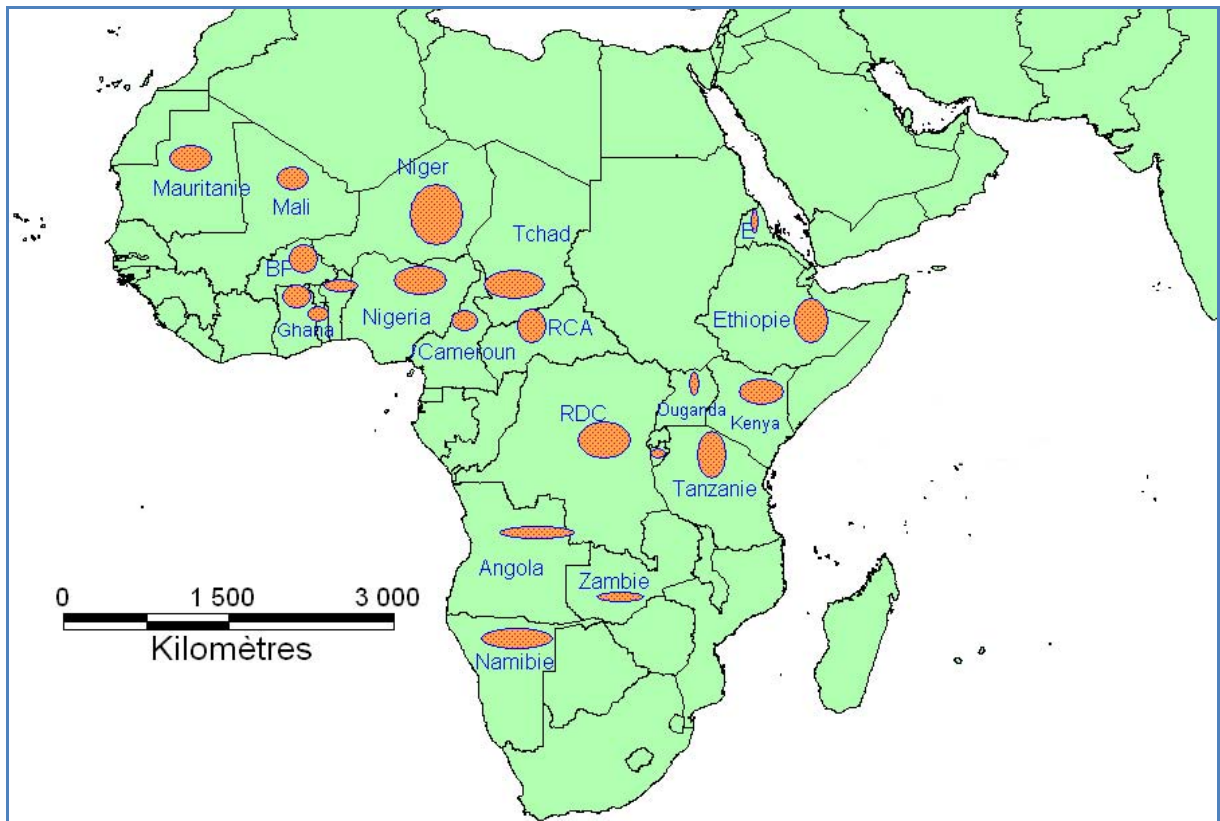 Niger
Mauritanie
Mali
Tchad
E
BF
Nigeria
Ghana
Ethiopie
RCA
Cameroun
RDC
Ouganda
Kenya
Tanzanie
Angola
Zambie
0 1 500 3 000
Kilomètres
Namibie